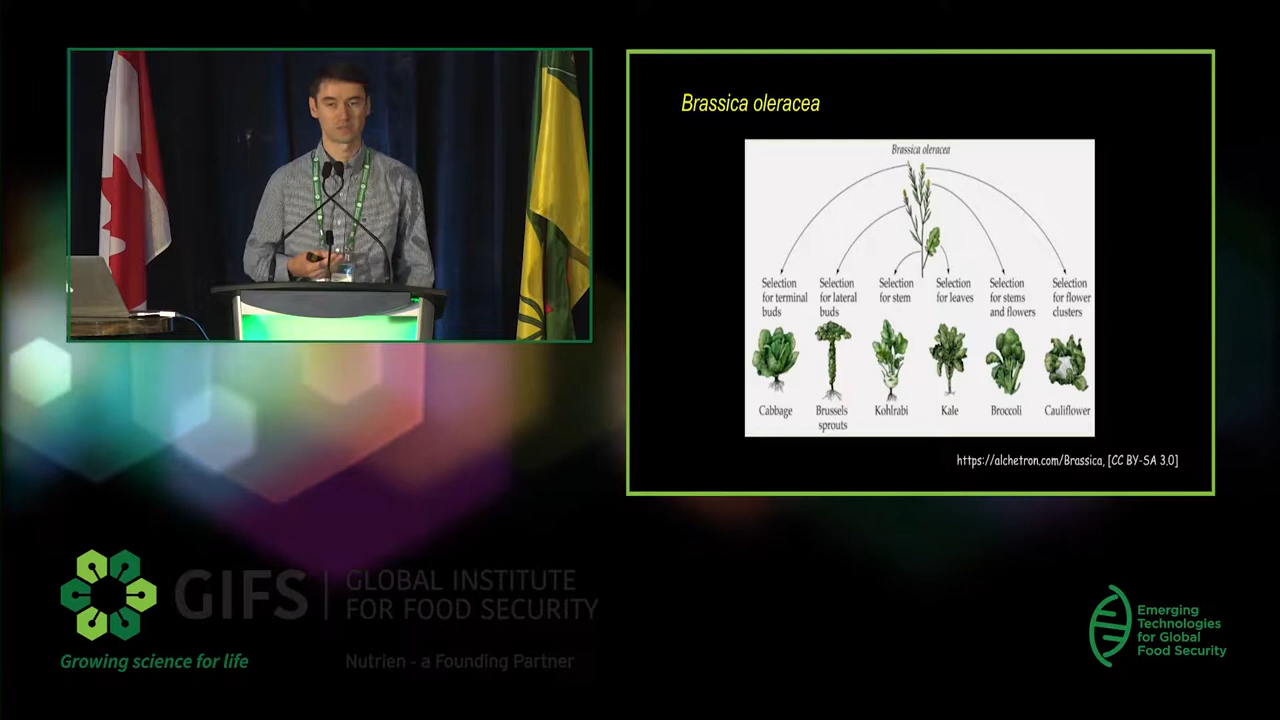 Brassica oleracea
Brassica oleracea
Selection
for terminal
buds
Selection
for lateral
buds
Selection
for stem
Selection
for leaves
Selection
for stems
and flowers
Selection
for flower
clusters
Cabbage
Brussels
sprouts
Kohlrabi
Kale
Broccoli
Cauliflower
https://alchetron.com/Brassica, [CC BY-SA 3.0]
GIFS
GLOBAL INSTITUTE
FOR FOOD SECURITY
Growing science for life
Nutrien - a Founding Partner
Emerging
Technologies
for Global
Food Security